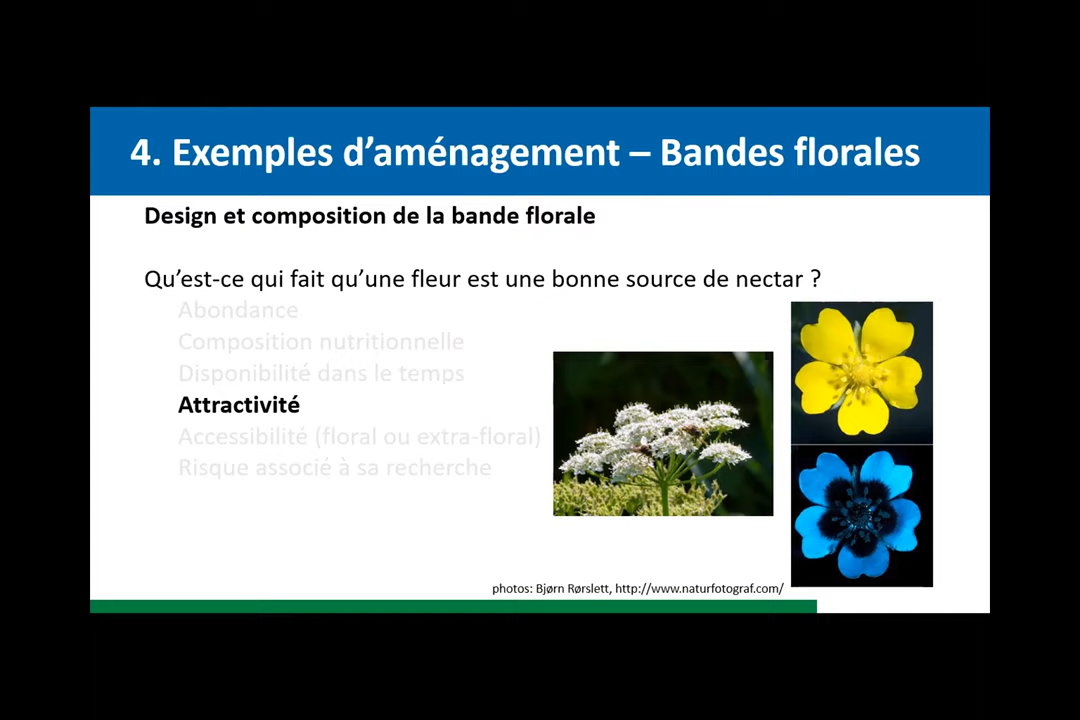 4. Exemples d’aménagement – Bandes florales
Design et composition de la bande florale
Qu’est-ce qui fait qu’une fleur est une bonne source de nectar ?
Abondance
Composition nutritionnelle
Disponibilité dans le temps
Attractivité
Accessibilité (floral ou extra-floral)
Risque associé à sa recherche
photos: Bjørn Rørslett, http://www.naturfotograf.com/